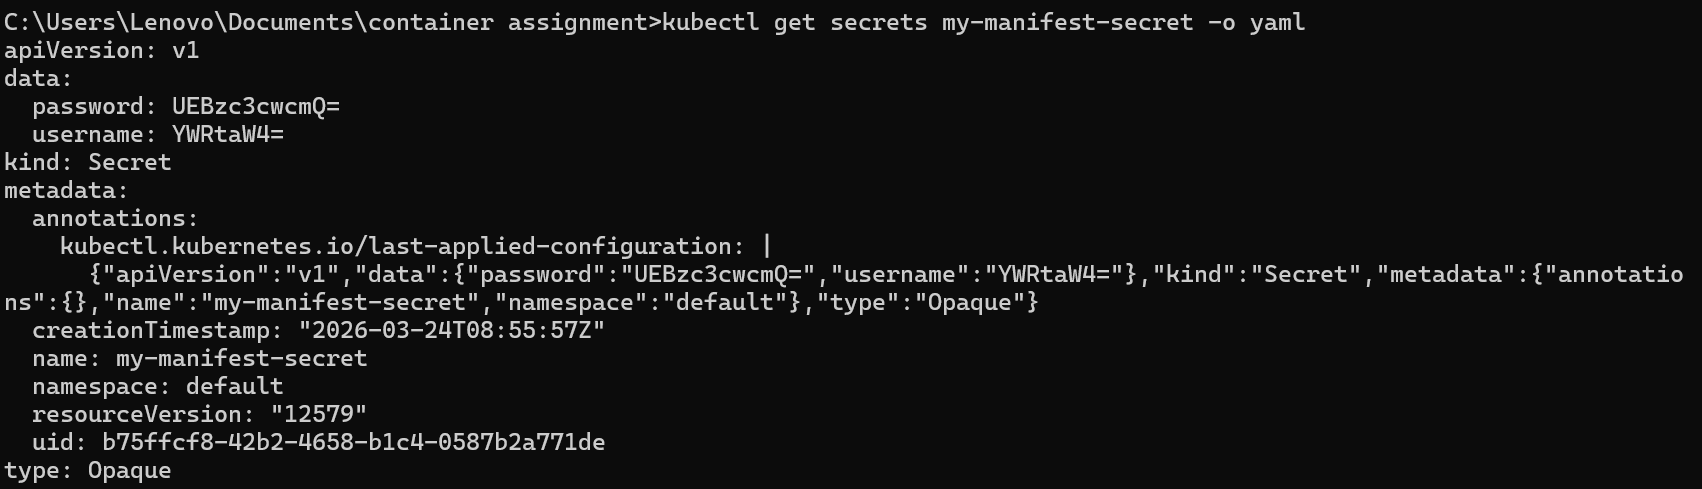 C:\Users\Lenovo\Documents\container assignment>kubectl get secrets my-manifest-secret -o yaml
apiVersion: v1
data:
  password: UEBzc3cwcmQ=
  username: YWRtaW4=
kind: Secret
metadata:
  annotations:
    kubectl.kubernetes.io/last-applied-configuration: |
      {"apiVersion":"v1","data":{"password":"UEBzc3cwcmQ=","username":"YWRtaW4="},"kind":"Secret","metadata":{"annotatio
ns":{},"name":"my-manifest-secret","namespace":"default"},"type":"Opaque"}
  creationTimestamp: "2026-03-24T08:55:57Z"
  name: my-manifest-secret
  namespace: default
  resourceVersion: "12579"
  uid: b75ffcf8-42b2-4658-b1c4-0587b2a771de
type: Opaque